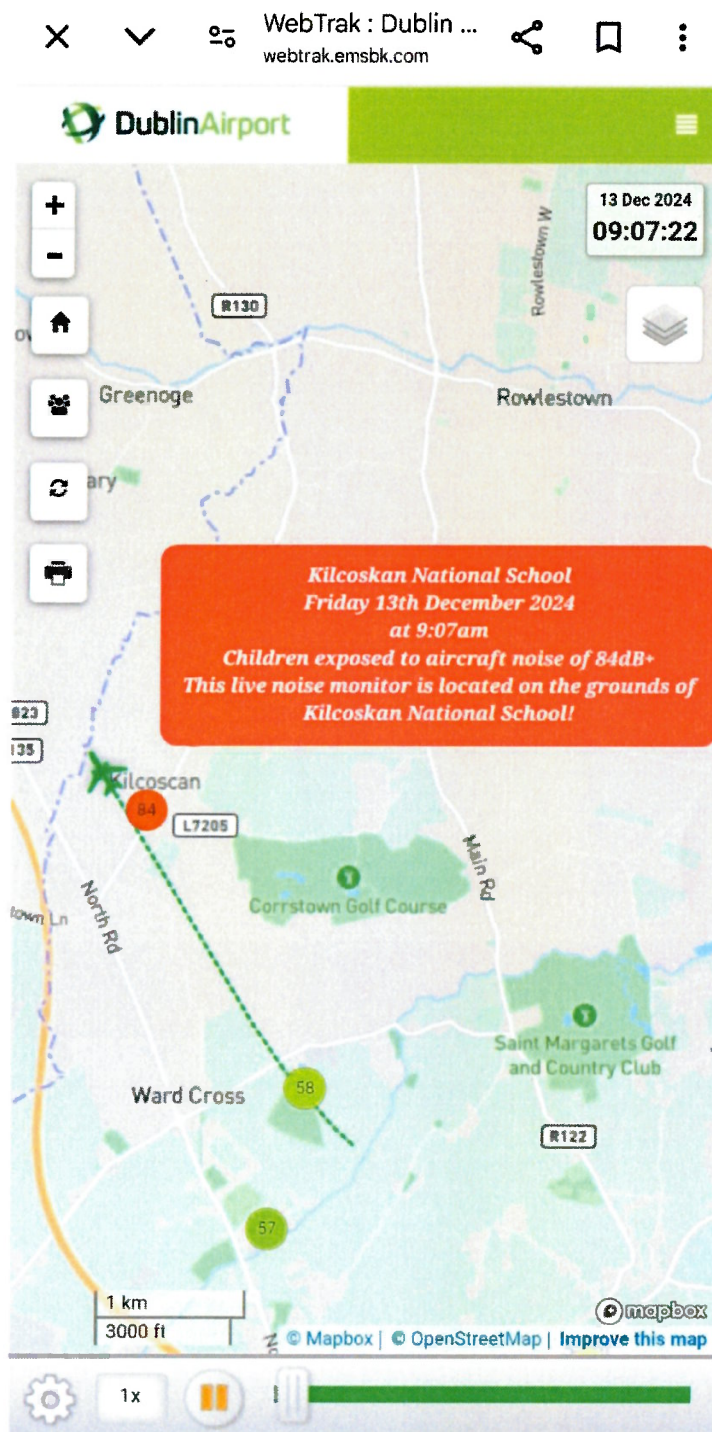 WebTrak : Dublin ...
webtrak.emsbk.com
DublinAirport
13 Dec 2024
09:07:22
+
-
R130
Rowlestown W
Greenoge
Rowlestown
ary
Kilcoskan National School
Friday 13th December 2024
at 9:07am
Children exposed to aircraft noise of 84dB+
This live noise monitor is located on the grounds of
Kilcoskan National School!
823
135
Kilcoscan
84
L7205
Main Rd
Corrstown Golf Course
North Rd
town Ln
Saint Margarets Golf
and Country Club
58
Ward Cross
R122
57
1 km
3000 ft
mapbox
© Mapbox | © OpenStreetMap | Improve this map
1x